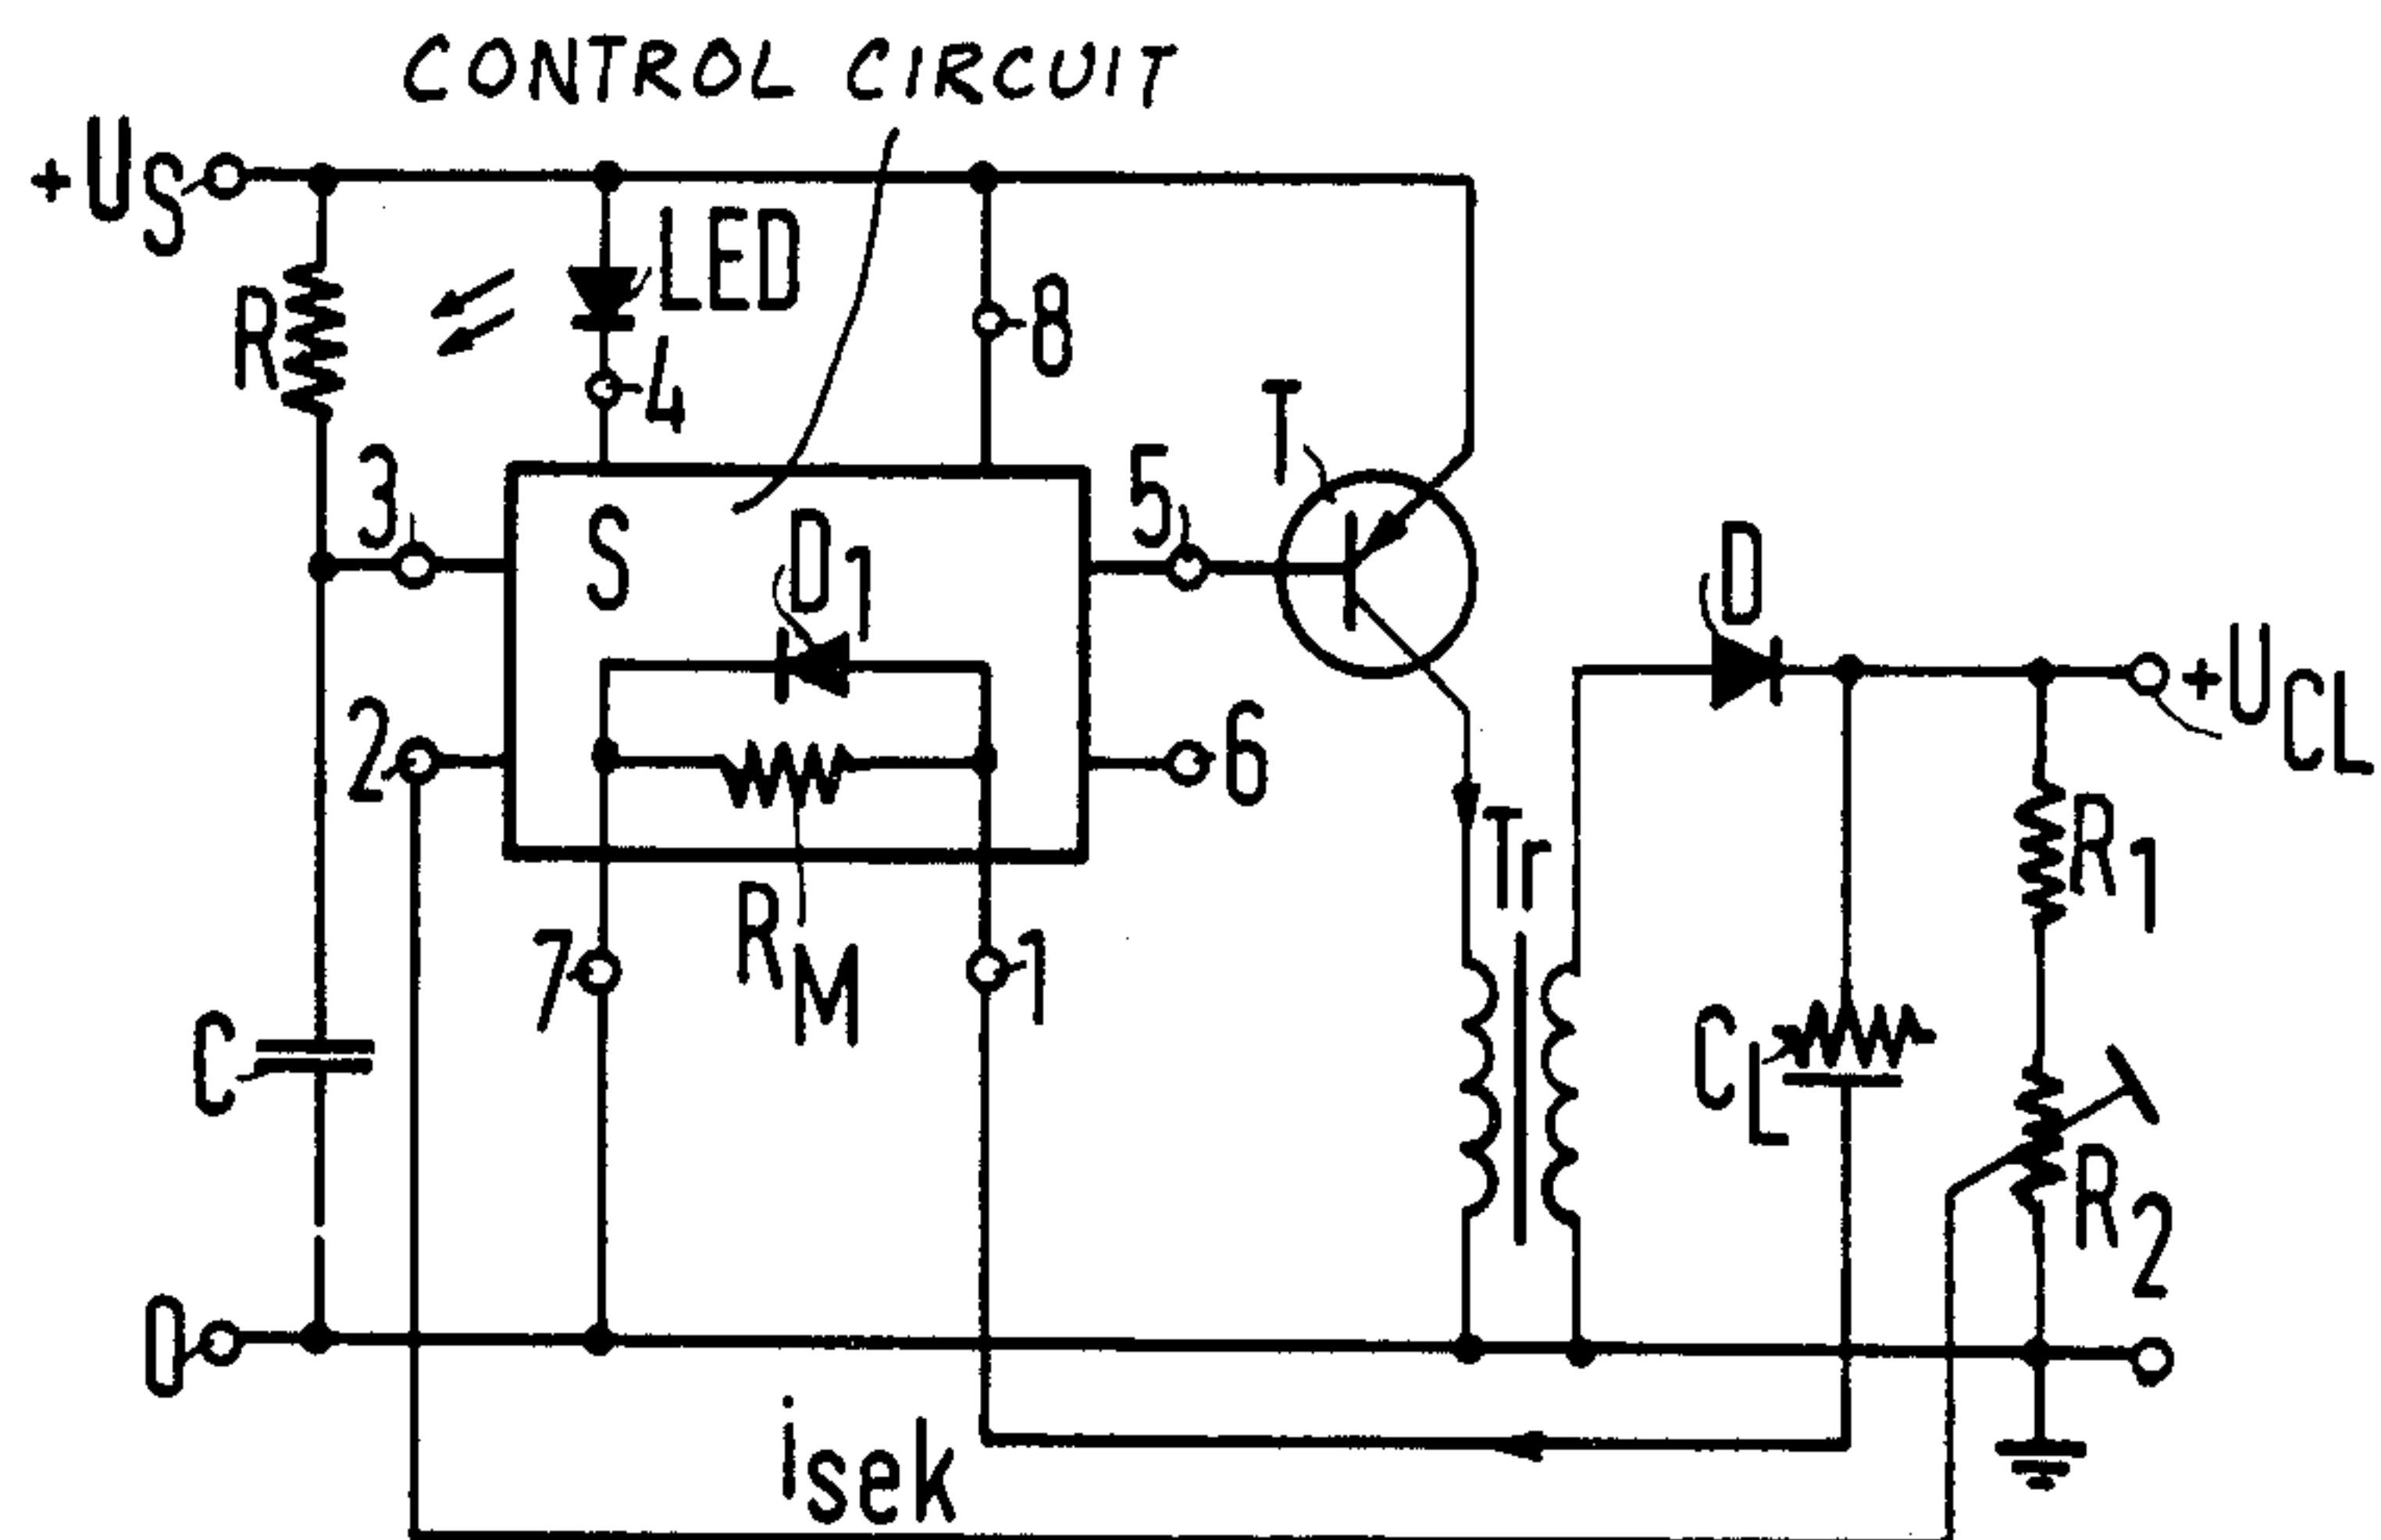 CONTROL CIRCUIT
+US
LED
R
8
4
T
3
5
S
D1
D
+UCL
2
6
Tr
R1
RM
7
1
C
CL
R2
0
isek